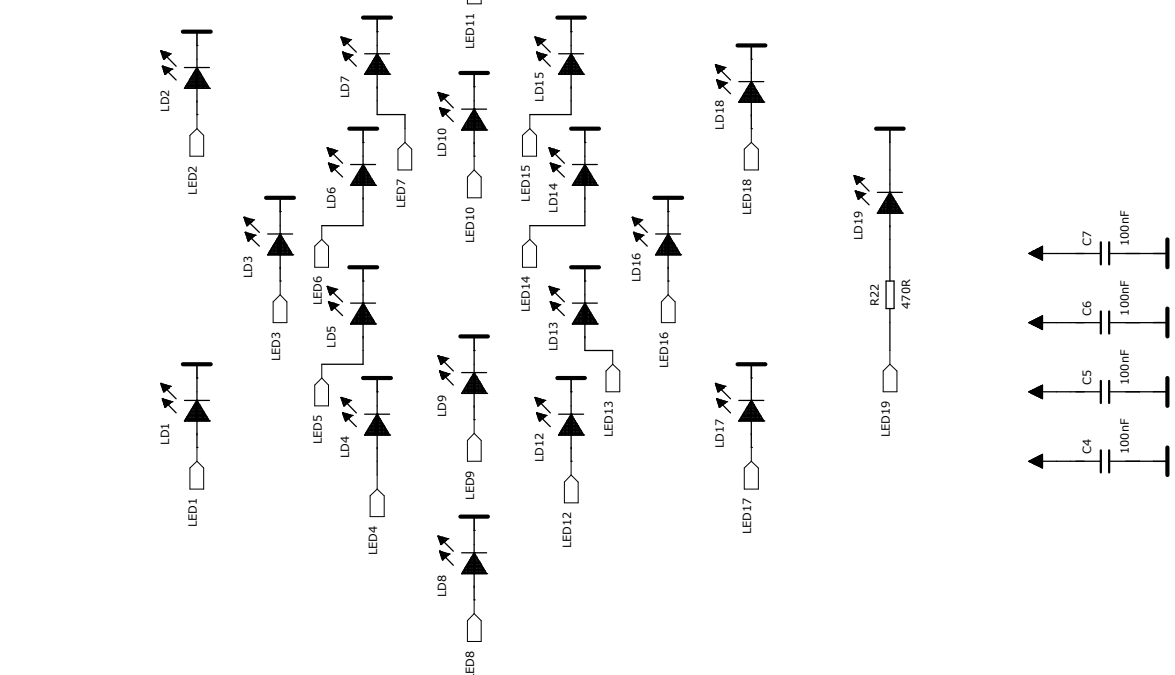 LED11
LD2
LED2
LD7
LED7
LD10
LED10
LD15
LED15
LD18
LED18
LD6
LED6
LD14
LED14
LD3
LED3
LD16
LED16
LD19
R22
470R
LED19
LD5
LED5
LD13
LED13
LD1
LED1
LD4
LED4
LD9
LED9
LD12
LED12
LD17
LED17
LD8
LED8
C7
100nF
C6
100nF
C5
100nF
C4
100nF